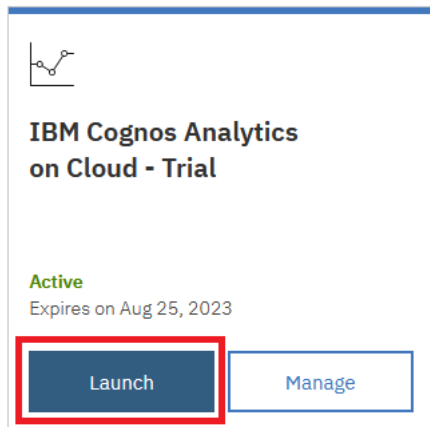 IBM Cognos Analytics
on Cloud - Trial
Active
Expires on Aug 25, 2023
Launch
Manage